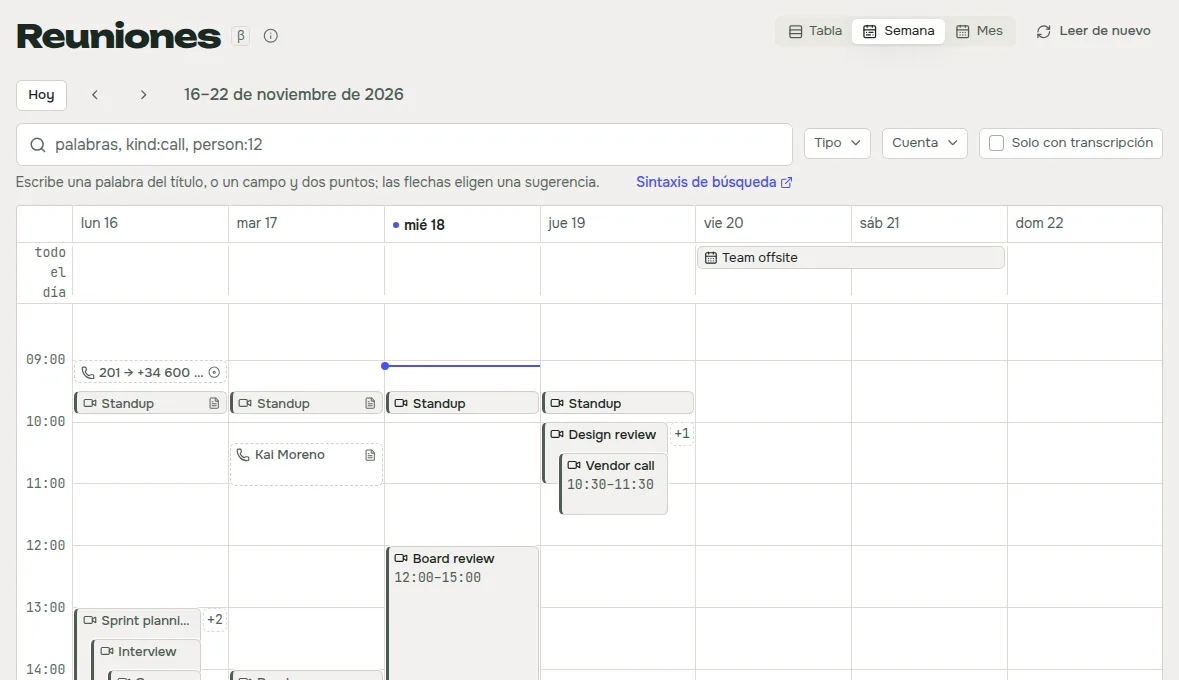 Reuniones β
Tabla Semana Mes Leer de nuevo
Hoy 16–22 de noviembre de 2026
palabras, kind:call, person:12
Tipo Cuenta Solo con transcripción
Escribe una palabra del título, o un campo y dos puntos; las flechas eligen una sugerencia. Sintaxis de búsqueda
lun 16 mar 17 mié 18 jue 19 vie 20 sáb 21 dom 22
todo
el
día
Team offsite
09:00
201 → +34 600 ...
Standup Standup Standup Standup
10:00
Design review +1
Kai Moreno
Vendor call
10:30–11:30
11:00
12:00
Board review
12:00–15:00
13:00
Sprint planni... +2
Interview
14:00